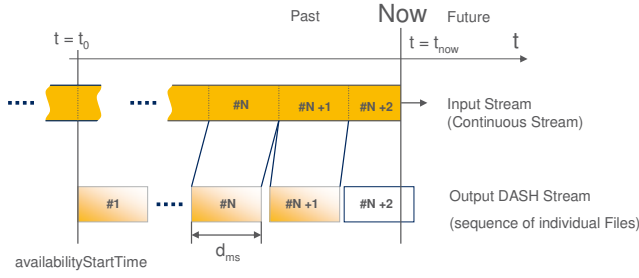 Past
Now
Future
t = t0
t = tnow
t
#N
#N +1
#N +2
Input Stream
(Continuous Stream)
#1
#N
#N +1
#N +2
Output DASH Stream
(sequence of individual Files)
dms
availabilityStartTime